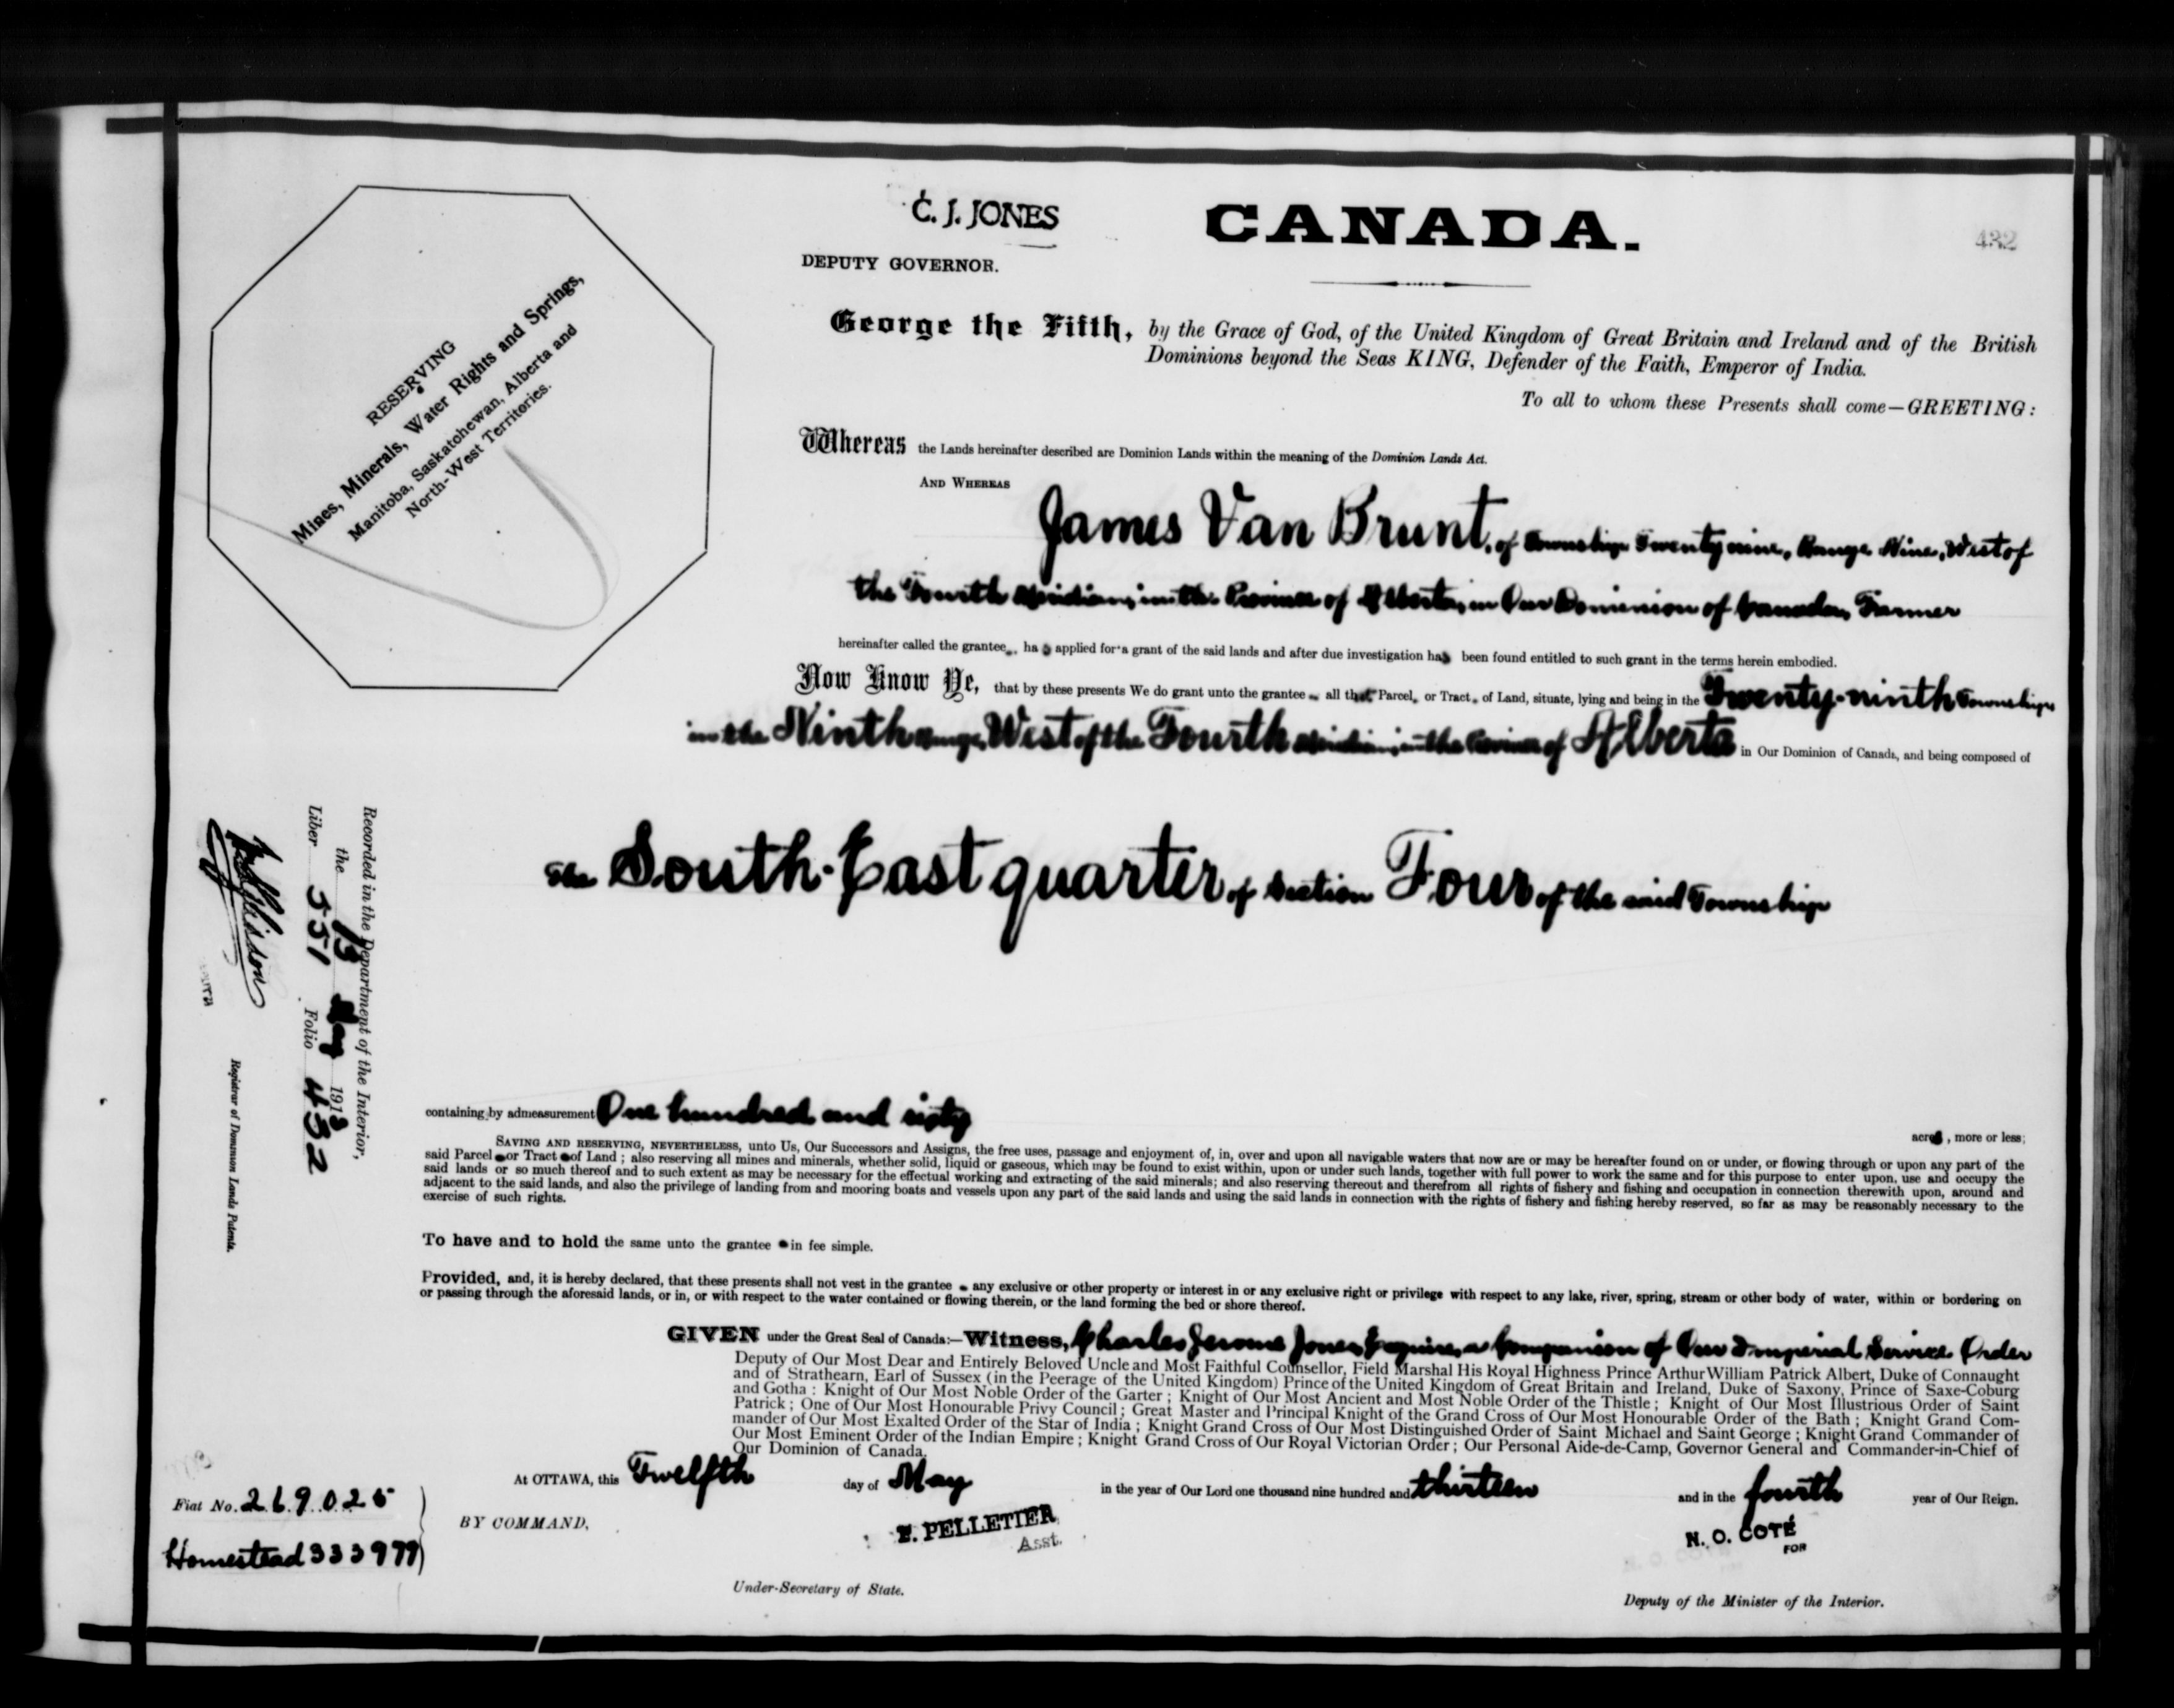 C. J. JONES
CANADA.
432
DEPUTY GOVERNOR.
RESERVING
Mines, Minerals, Water Rights and Springs,
Manitoba, Saskatchewan, Alberta and
North-West Territories.
George the Fifth, by the Grace of God, of the United Kingdom of Great Britain and Ireland and of the British
Dominions beyond the Seas KING, Defender of the Faith, Emperor of India.
To all to whom these Presents shall come—GREETING:
Whereas the Lands hereinafter described are Dominion Lands within the meaning of the Dominion Lands Act.
AND WHEREAS
James Van Brunt, of Township Twenty nine, Range Nine, West of
the Fourth Meridian, in the Province of Alberta, in Our Dominion of Canada, Farmer
hereinafter called the grantee, has applied for a grant of the said lands and after due investigation has been found entitled to such grant in the terms herein embodied.
Now Know Ye, that by these presents We do grant unto the grantee all that Parcel, or Tract, of Land, situate, lying and being in the Twenty-ninth Township
in the Ninth Range, West of the Fourth Meridian, in the Province of Alberta in Our Dominion of Canada, and being composed of
The South-East quarter of Section Four of the said Township
Recorded in the Department of the Interior,
the 13 May 1913
Liber 551 Folio 432
Registrar of Dominion Lands Patents.
containing by admeasurement One hundred and sixty acres, more or less;
SAVING AND RESERVING, NEVERTHELESS, unto Us, Our Successors and Assigns, the free uses, passage and enjoyment of, in, over and upon all navigable waters that now are or may be hereafter found on or under, or flowing through or upon any part of the
said Parcel or Tract of Land; also reserving all mines and minerals, whether solid, liquid or gaseous, which may be found to exist within, upon or under such lands, together with full power to work the same and for this purpose to enter upon, use and occupy the
said lands or so much thereof and to such extent as may be necessary for the effectual working and extracting of the said minerals; and also reserving thereout and therefrom all rights of fishery and fishing and occupation in connection therewith upon, around and
adjacent to the said lands, and also the privilege of landing from and mooring boats and vessels upon any part of the said lands and using the said lands in connection with the rights of fishery and fishing hereby reserved, so far as may be reasonably necessary to the
exercise of such rights.
To have and to hold the same unto the grantee in fee simple.
Provided, and, it is hereby declared, that these presents shall not vest in the grantee any exclusive or other property or interest in or any exclusive right or privilege with respect to any lake, river, spring, stream or other body of water, within or bordering on
or passing through the aforesaid lands, or in, or with respect to the water contained or flowing therein, or the land forming the bed or shore thereof.
GIVEN under the Great Seal of Canada:—Witness, Charles Jerome Jones, Esquire, a Companion of Our Imperial Service Order
Deputy of Our Most Dear and Entirely Beloved Uncle and Most Faithful Counsellor, Field Marshal His Royal Highness Prince Arthur William Patrick Albert, Duke of Connaught
and of Strathearn, Earl of Sussex (in the Peerage of the United Kingdom) Prince of the United Kingdom of Great Britain and Ireland, Duke of Saxony, Prince of Saxe-Coburg
and Gotha: Knight of Our Most Noble Order of the Garter; Knight of Our Most Ancient and Most Noble Order of the Thistle; Knight of Our Most Illustrious Order of Saint
Patrick; One of Our Most Honourable Privy Council; Great Master and Principal Knight of the Grand Cross of Our Most Honourable Order of the Bath; Knight Grand Com-
mander of Our Most Exalted Order of the Star of India; Knight Grand Cross of Our Most Distinguished Order of Saint Michael and Saint George; Knight Grand Commander of
Our Most Eminent Order of the Indian Empire; Knight Grand Cross of Our Royal Victorian Order; Our Personal Aide-de-Camp, Governor General and Commander-in-Chief of
Our Dominion of Canada.
At OTTAWA, this Twelfth day of May in the year of Our Lord one thousand nine hundred and thirteen and in the fourth year of Our Reign.
Fiat No. 269025
Homestead 333979
BY COMMAND,
P. PELLETIER
Asst.
Under-Secretary of State.
N. O. COTÉ
FOR
Deputy of the Minister of the Interior.